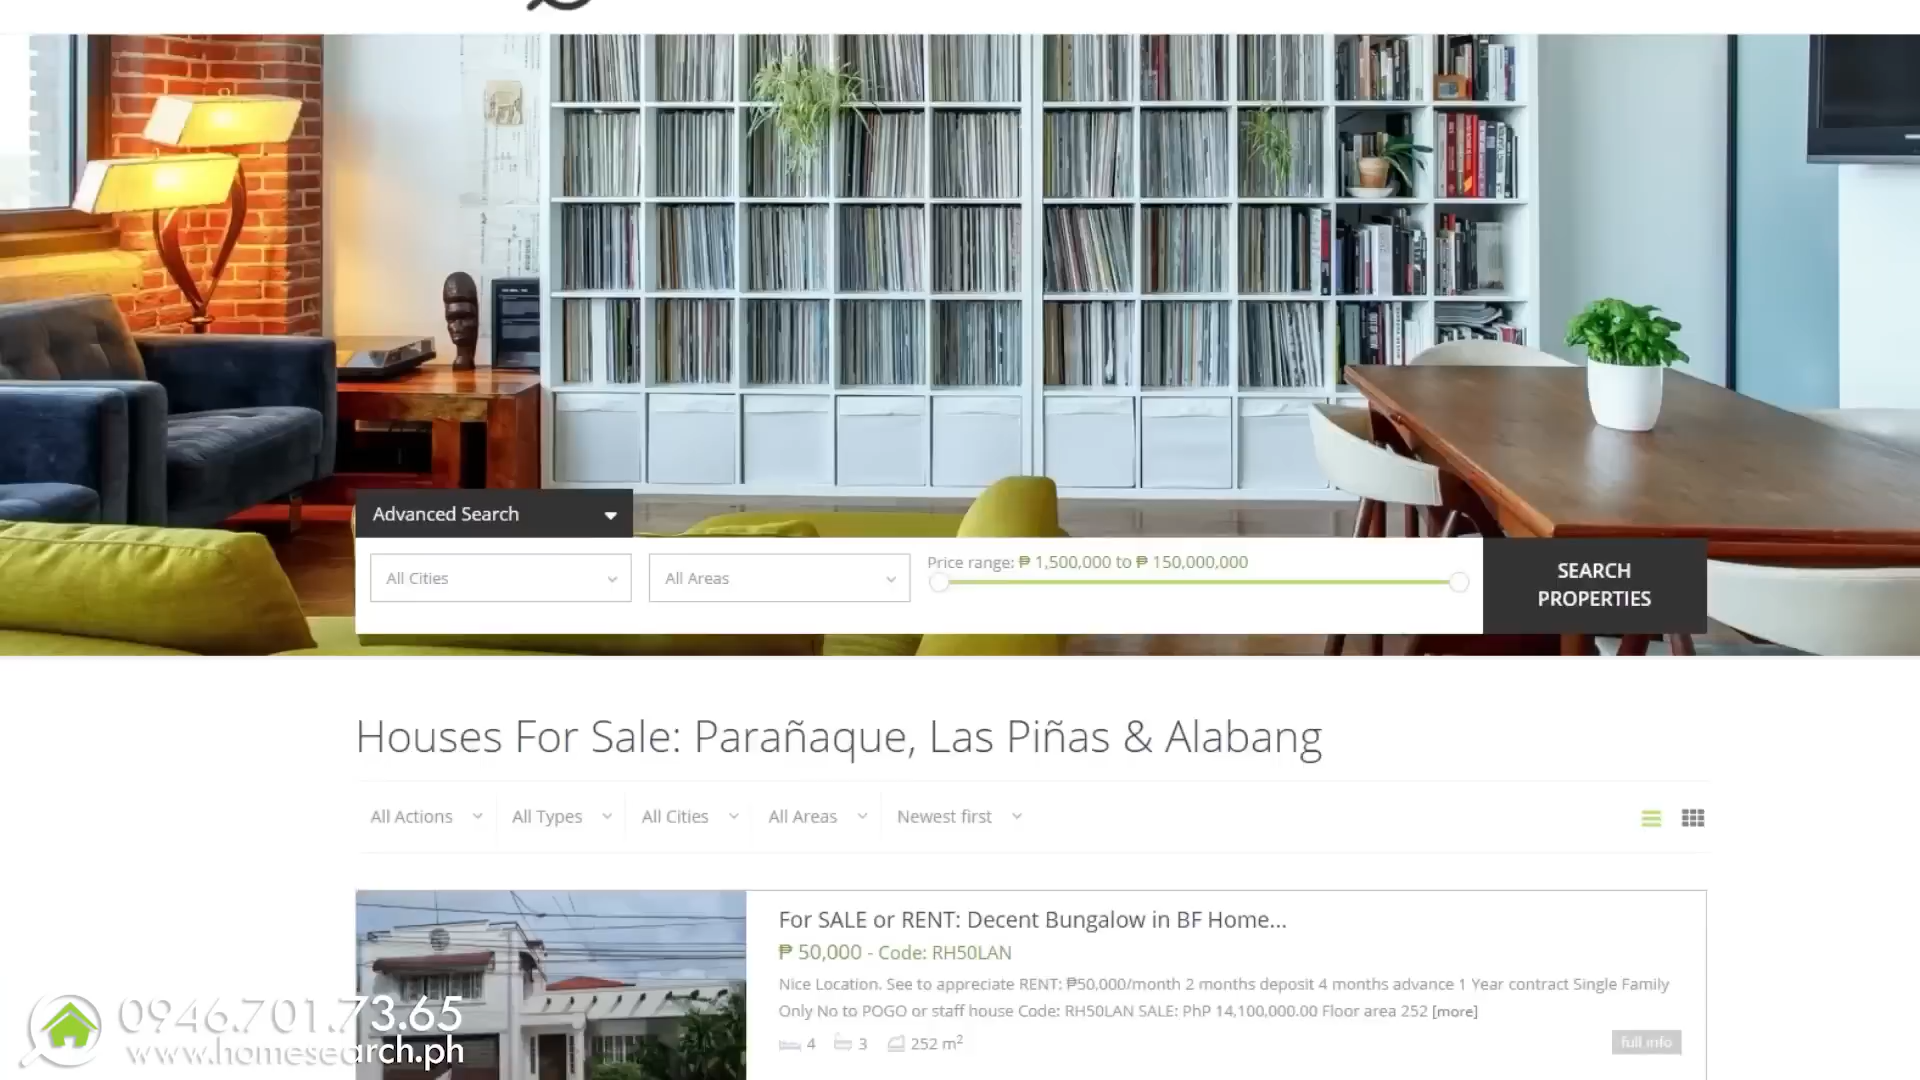 Advanced Search
All Cities
All Areas
Price range: ₱ 1,500,000 to ₱ 150,000,000
SEARCH
PROPERTIES
Houses For Sale: Parañaque, Las Piñas & Alabang
All Actions
All Types
All Cities
All Areas
Newest first
For SALE or RENT: Decent Bungalow in BF Home...
₱ 50,000 - Code: RH50LAN
Nice Location. See to appreciate RENT: ₱50,000/month 2 months deposit 4 months advance 1 Year contract Single Family
Only No to POGO or staff house Code: RH50LAN SALE: PhP 14,100,000.00 Floor area 252 [more]
4 3 252 m²
full info
0946.701.73.65
www.homesearch.ph